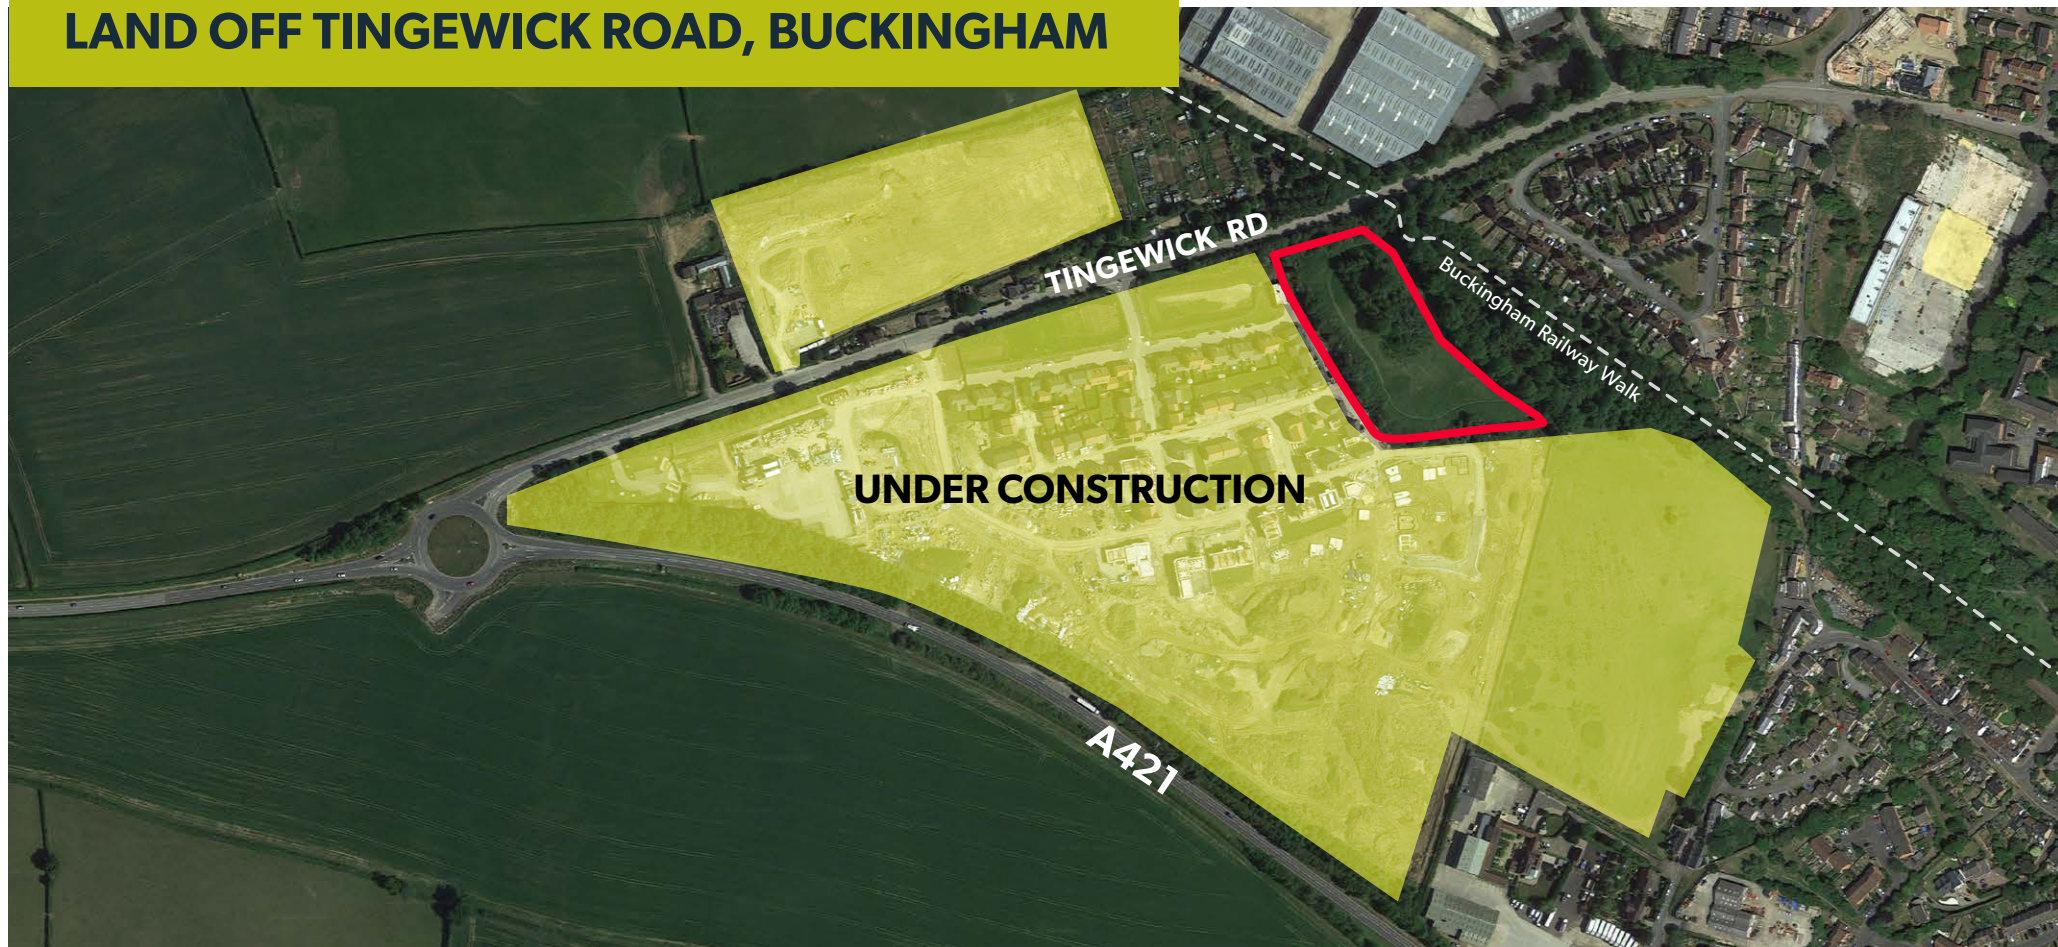 LAND OFF TINGEWICK ROAD, BUCKINGHAM
TINGEWICK RD
Buckingham Railway Walk
UNDER CONSTRUCTION
A421